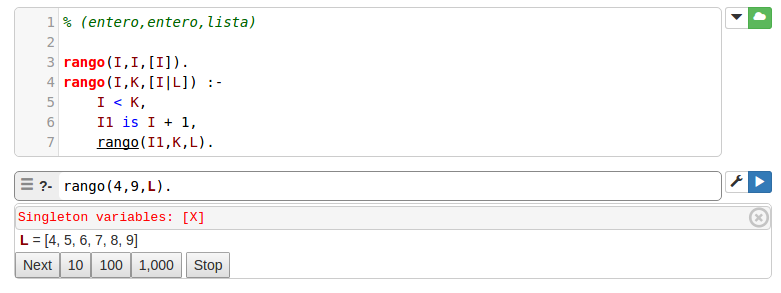 1 % (entero,entero,lista)
2
3 rango(I,I,[I]).
4 rango(I,K,[I|L]) :-
5 I < K,
6 I1 is I + 1,
7 rango(I1,K,L).
?- rango(4,9,L).
Singleton variables: [X]
L = [4, 5, 6, 7, 8, 9]
Next 10 100 1,000 Stop